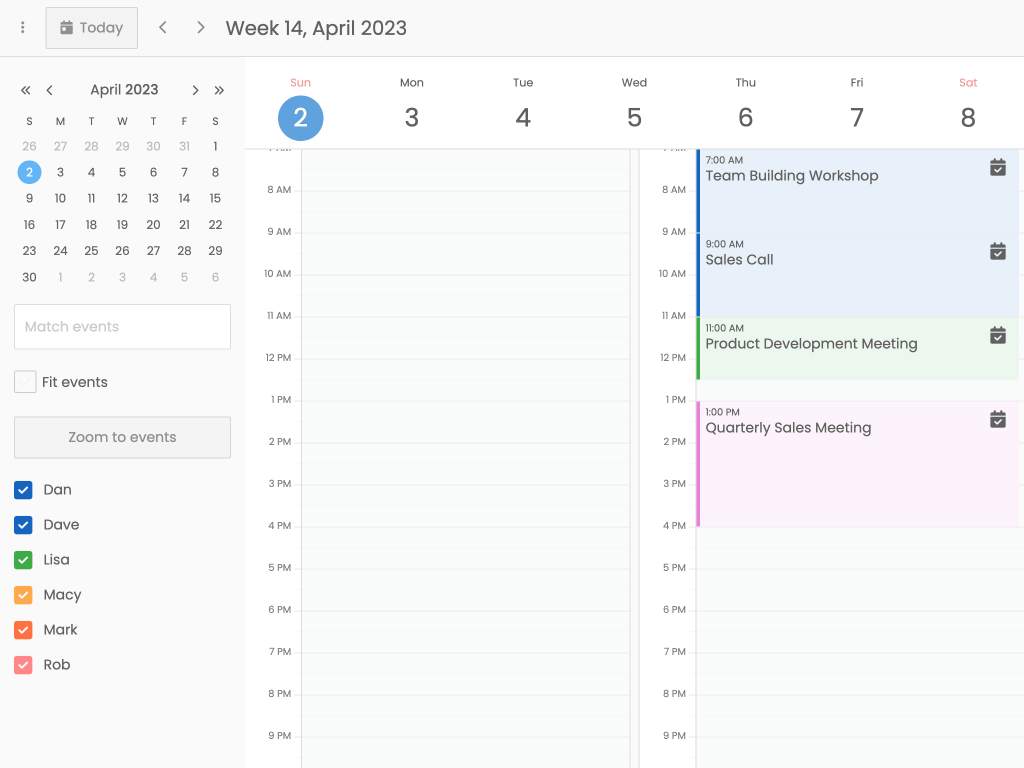 Today
Week 14, April 2023
April 2023
S M T W T F S
26 27 28 29 30 31 1
2 3 4 5 6 7 8
9 10 11 12 13 14 15
16 17 18 19 20 21 22
23 24 25 26 27 28 29
30 1 2 3 4 5 6
Match events
Fit events
Zoom to events
Dan
Dave
Lisa
Macy
Mark
Rob
Sun Mon Tue Wed Thu Fri Sat
2 3 4 5 6 7 8
8 AM
9 AM
10 AM
11 AM
12 PM
1 PM
2 PM
3 PM
4 PM
5 PM
6 PM
7 PM
8 PM
9 PM
8 AM
9 AM
10 AM
11 AM
12 PM
1 PM
2 PM
3 PM
4 PM
5 PM
6 PM
7 PM
8 PM
9 PM
7:00 AM
Team Building Workshop
9:00 AM
Sales Call
11:00 AM
Product Development Meeting
1:00 PM
Quarterly Sales Meeting